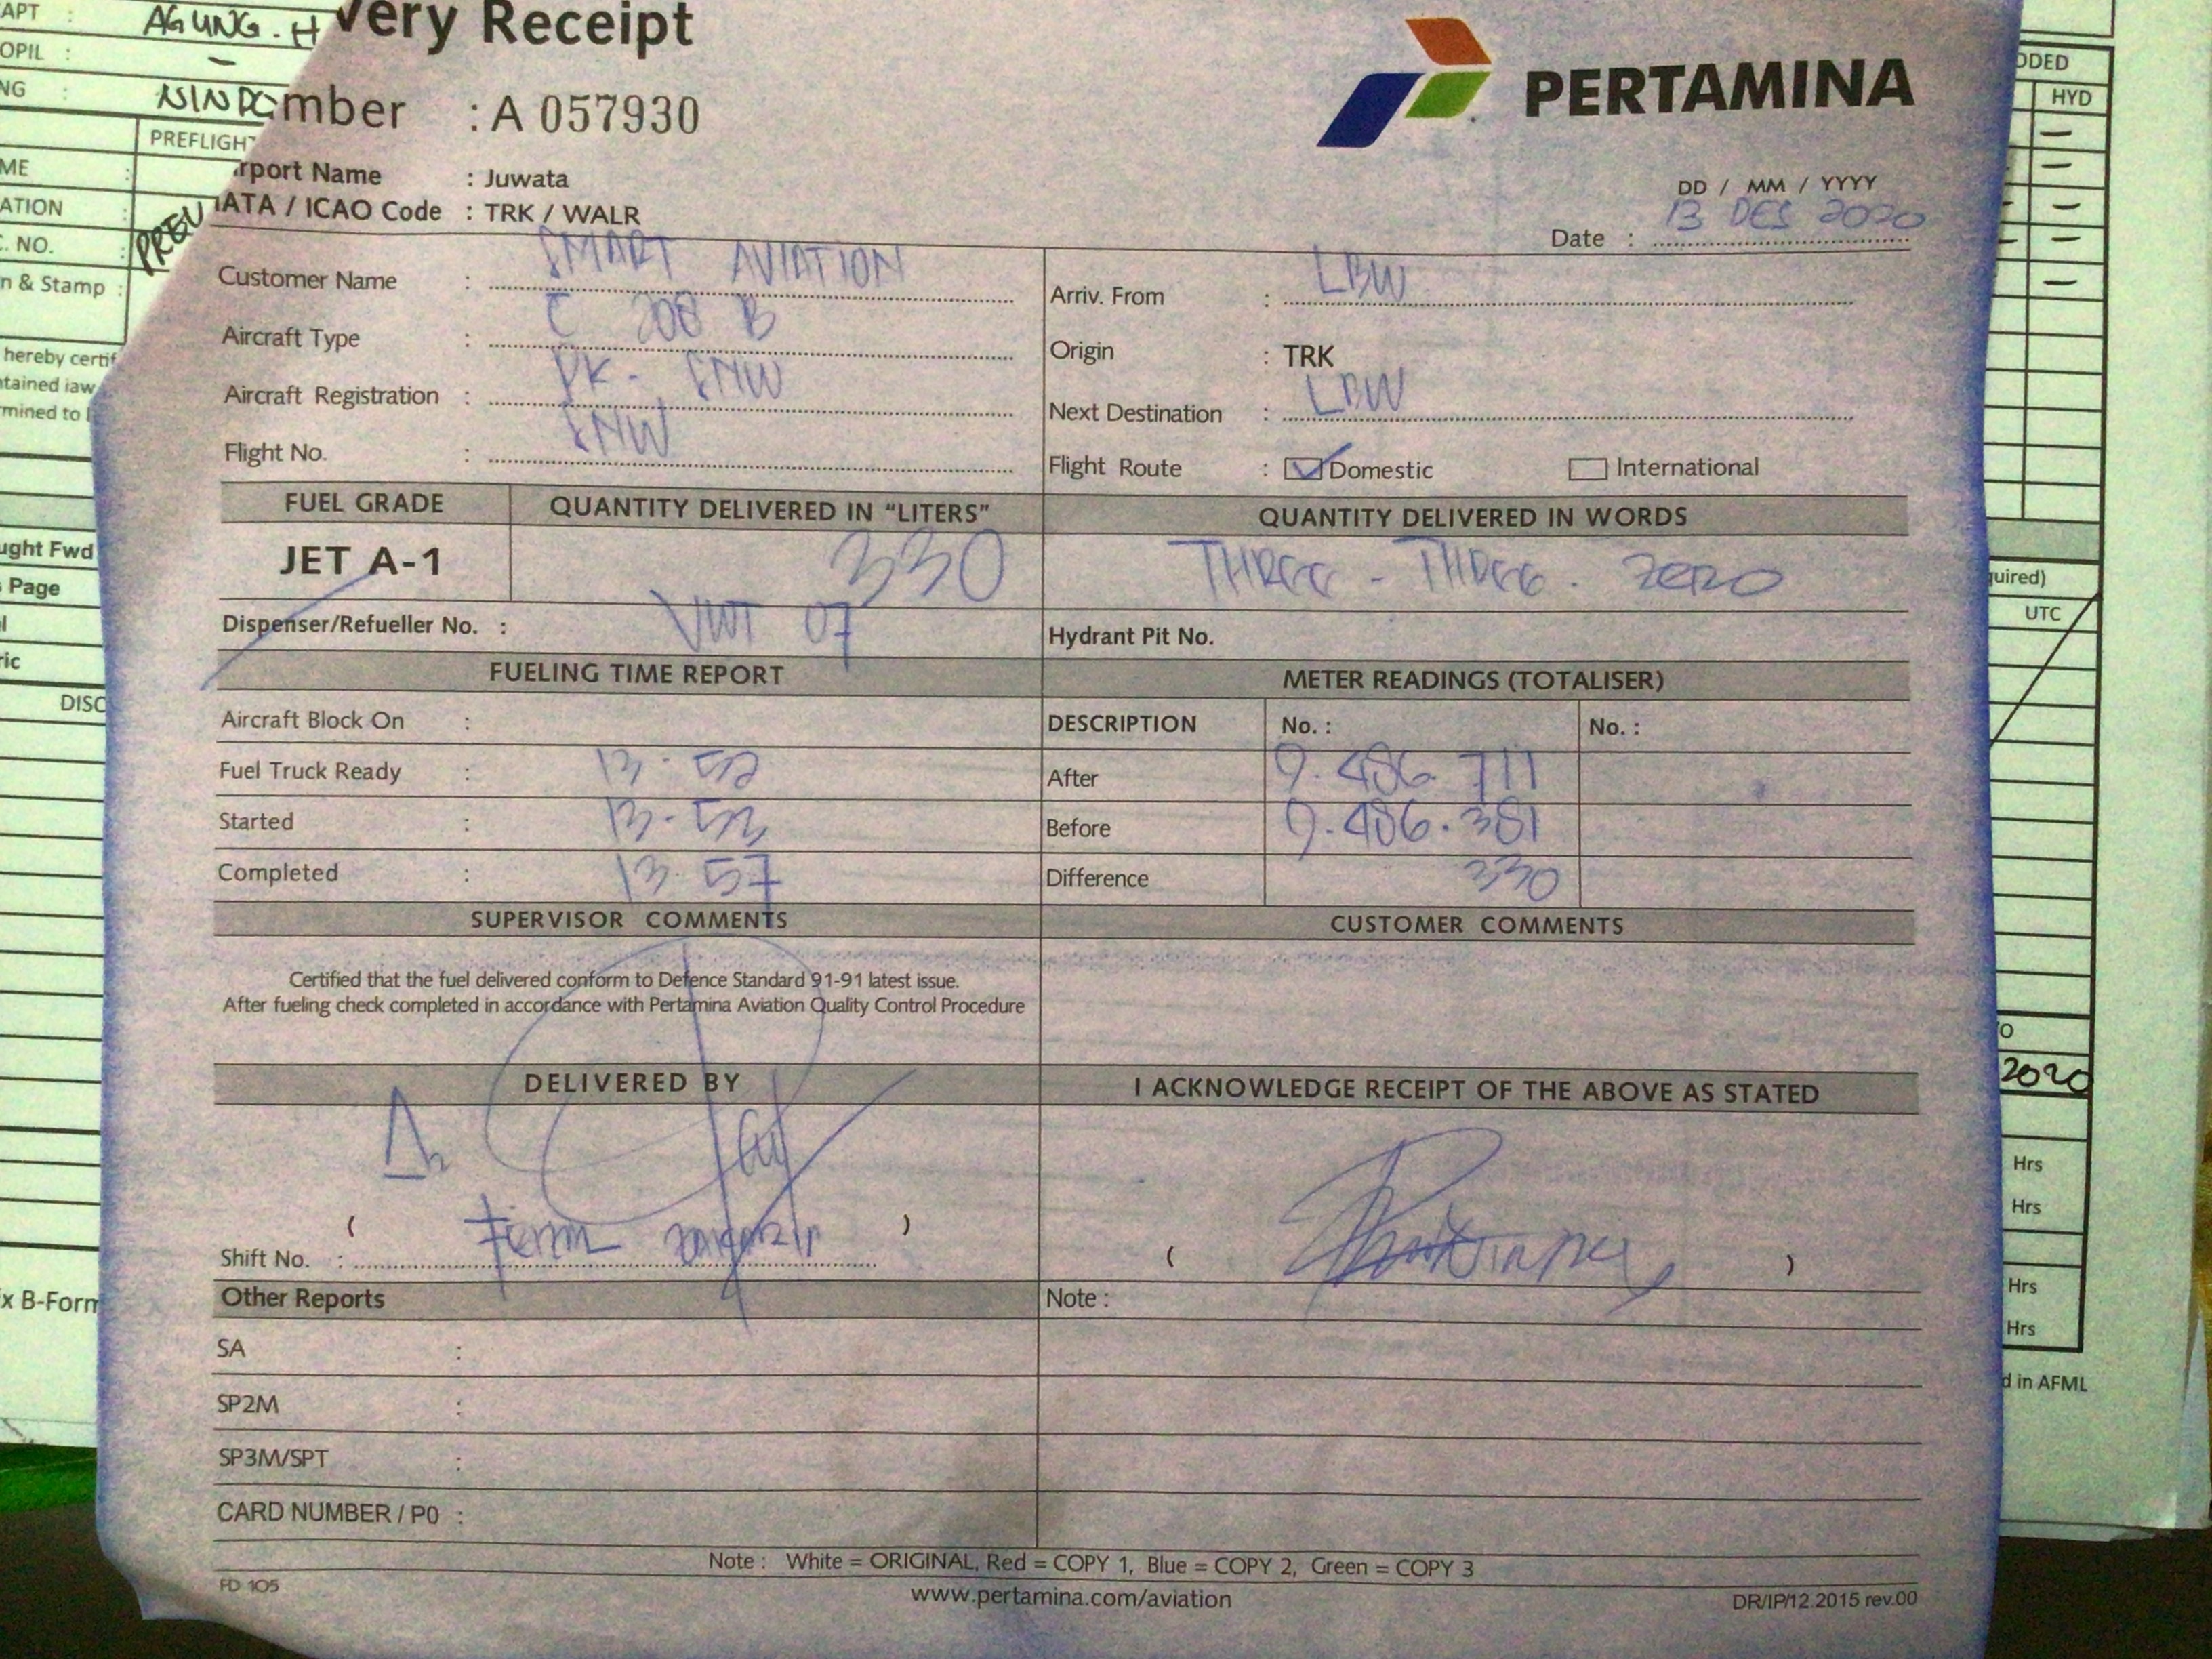 APT : AGUNG. H
OPIL : -
NG :
PREFLIGHT
ME :
ATION :
. NO. :
n & Stamp :
hereby certif
tained iaw
rmined to
ught Fwd
Page
ric
DISC
x B-Form
very Receipt
mber : A 057930
PERTAMINA
rport Name : Juwata
IATA / ICAO Code : TRK / WALR
DD / MM / YYYY
Date : 13 DES 2020
Customer Name : SMART AVIATION
Aircraft Type : C 208 B
Aircraft Registration : PK - SNW
Flight No. : SNW
Arriv. From : LBW
Origin : TRK
Next Destination : LBW
Flight Route : Domestic International
FUEL GRADE QUANTITY DELIVERED IN “LITERS” QUANTITY DELIVERED IN WORDS
JET A-1 330 THREE - THREE - ZERO
Dispenser/Refueller No. : 07 Hydrant Pit No.
FUELING TIME REPORT METER READINGS (TOTALISER)
Aircraft Block On : DESCRIPTION No. : No. :
Fuel Truck Ready : 13-52 After 9.486.711
Started : 13-53 Before 9.486.381
Completed : 13 57 Difference 330
SUPERVISOR COMMENTS CUSTOMER COMMENTS
Certified that the fuel delivered conform to Defence Standard 91-91 latest issue.
After fueling check completed in accordance with Pertamina Aviation Quality Control Procedure
DELIVERED BY I ACKNOWLEDGE RECEIPT OF THE ABOVE AS STATED
( ) ( )
Shift No. :
Other Reports Note :
SA :
SP2M :
SP3M/SPT :
CARD NUMBER / P0 :
Note : White = ORIGINAL, Red = COPY 1, Blue = COPY 2, Green = COPY 3
FD 105 www.pertamina.com/aviation DR/IP/12.2015 rev.00
DDED
HYD
uired)
UTC
2020
Hrs
Hrs
Hrs
Hrs
d in AFML